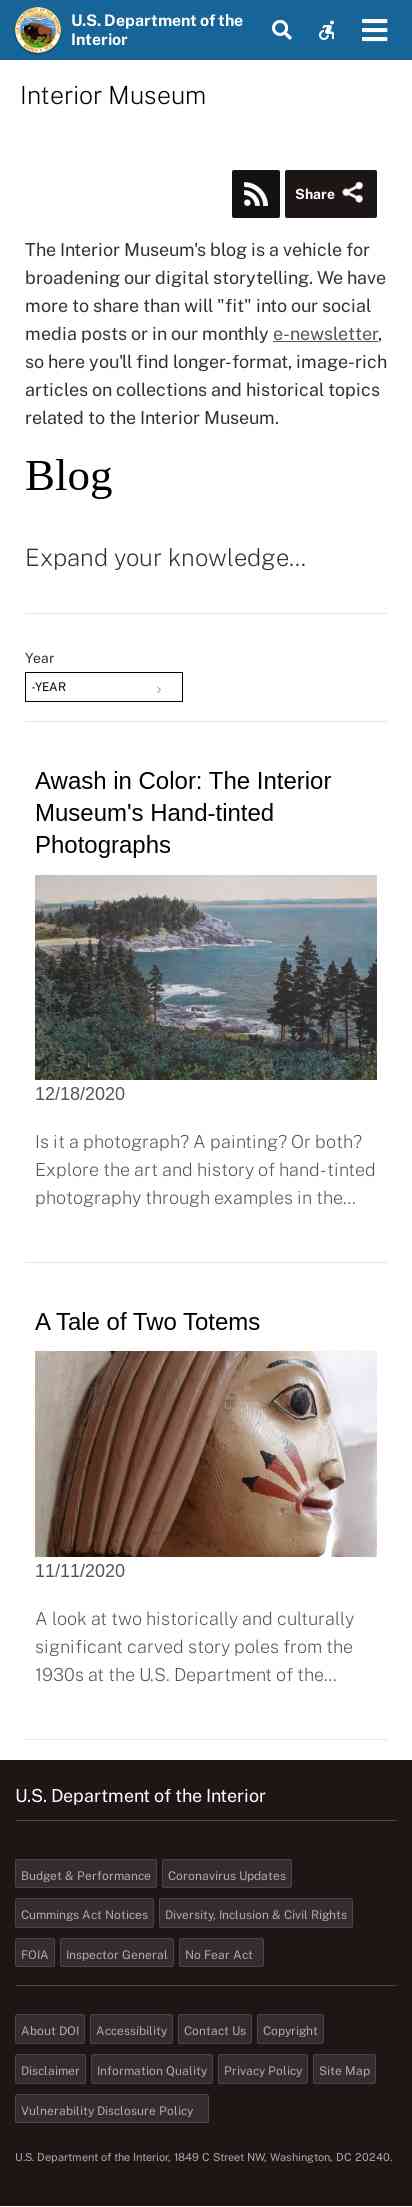 U.S. Department of the
Interior
Interior Museum
Share
The Interior Museum's blog is a vehicle for
broadening our digital storytelling. We have
more to share than will "fit" into our social
media posts or in our monthly e-newsletter,
so here you'll find longer-format, image-rich
articles on collections and historical topics
related to the Interior Museum.
Blog
Expand your knowledge...
Year
-YEAR
Awash in Color: The Interior
Museum's Hand-tinted
Photographs
12/18/2020
Is it a photograph? A painting? Or both?
Explore the art and history of hand-tinted
photography through examples in the...
A Tale of Two Totems
11/11/2020
A look at two historically and culturally
significant carved story poles from the
1930s at the U.S. Department of the...
U.S. Department of the Interior
Budget & Performance Coronavirus Updates
Cummings Act Notices Diversity, Inclusion & Civil Rights
FOIA Inspector General No Fear Act
About DOI Accessibility Contact Us Copyright
Disclaimer Information Quality Privacy Policy Site Map
Vulnerability Disclosure Policy
U.S. Department of the Interior, 1849 C Street NW, Washington, DC 20240.